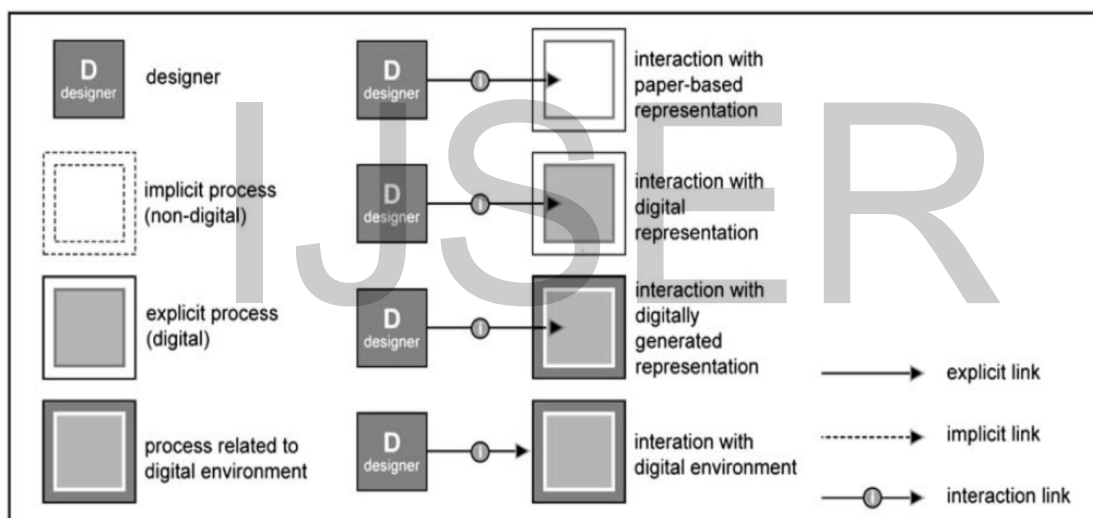 D
designer
designer
implicit process
(non-digital)
explicit process
(digital)
process related to
digital environment
D
designer
i
interaction with
paper-based
representation
D
designer
i
interaction with
digital
representation
D
designer
i
interaction with
digitally
generated
representation
D
designer
i
interation with
digital environment
explicit link
implicit link
i
interaction link
IJSER